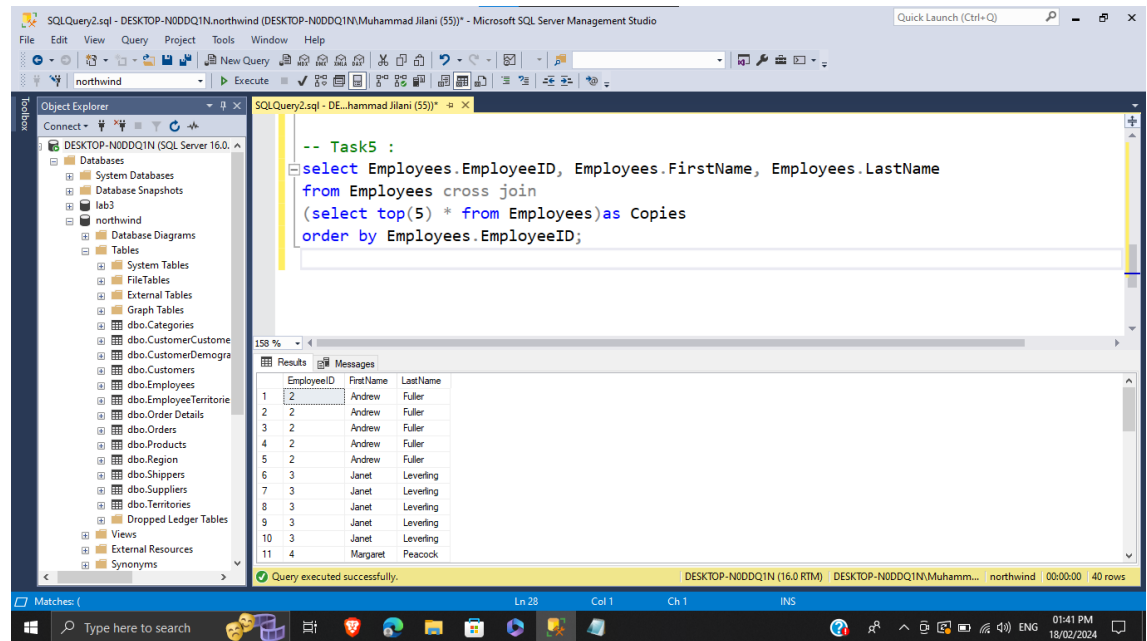 SQLQuery2.sql - DESKTOP-N0DDQ1N.northwind (DESKTOP-N0DDQ1N\Muhammad Jilani (55))* - Microsoft SQL Server Management Studio
Quick Launch (Ctrl+Q)
File Edit View Query Project Tools Window Help
New Query
northwind Execute
Toolbox
Object Explorer
SQLQuery2.sql - DE...hammad Jilani (55))*
Connect
DESKTOP-N0DDQ1N (SQL Server 16.0.
Databases
System Databases
Database Snapshots
lab3
northwind
Database Diagrams
Tables
System Tables
FileTables
External Tables
Graph Tables
dbo.Categories
dbo.CustomerCustome
dbo.CustomerDemogra
dbo.Customers
dbo.Employees
dbo.EmployeeTerritorie
dbo.Order Details
dbo.Orders
dbo.Products
dbo.Region
dbo.Shippers
dbo.Suppliers
dbo.Territories
Dropped Ledger Tables
Views
External Resources
Synonyms
-- Task5 :
select Employees.EmployeeID, Employees.FirstName, Employees.LastName
from Employees cross join
(select top(5) * from Employees)as Copies
order by Employees.EmployeeID;
158 %
Results Messages
EmployeeID FirstName LastName
1 2 Andrew Fuller
2 2 Andrew Fuller
3 2 Andrew Fuller
4 2 Andrew Fuller
5 2 Andrew Fuller
6 3 Janet Leverling
7 3 Janet Leverling
8 3 Janet Leverling
9 3 Janet Leverling
10 3 Janet Leverling
11 4 Margaret Peacock
Query executed successfully.
DESKTOP-N0DDQ1N (16.0 RTM) DESKTOP-N0DDQ1N\Muhamm... northwind 00:00:00 40 rows
Matches: (
Ln 28 Col 1 Ch 1 INS
Type here to search
ENG
01:41 PM
18/02/2024